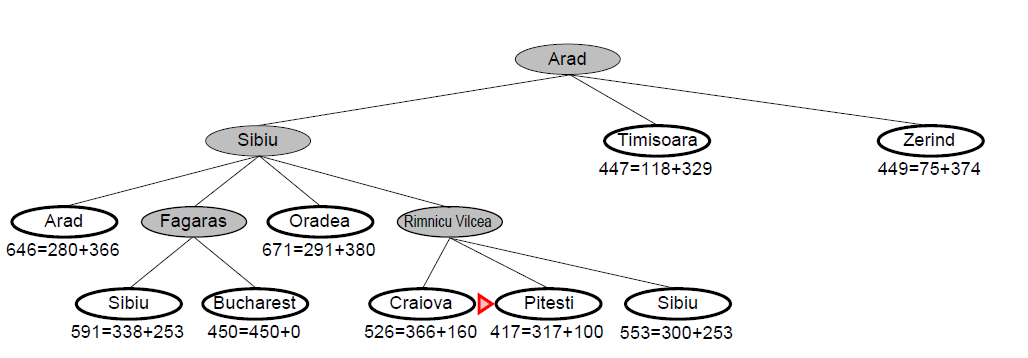 Arad
Sibiu
Timisoara
Zerind
447=118+329
449=75+374
Arad
Fagaras
Oradea
Rimnicu Vilcea
646=280+366
671=291+380
Sibiu
Bucharest
Craiova
Pitesti
Sibiu
591=338+253
450=450+0
526=366+160
417=317+100
553=300+253